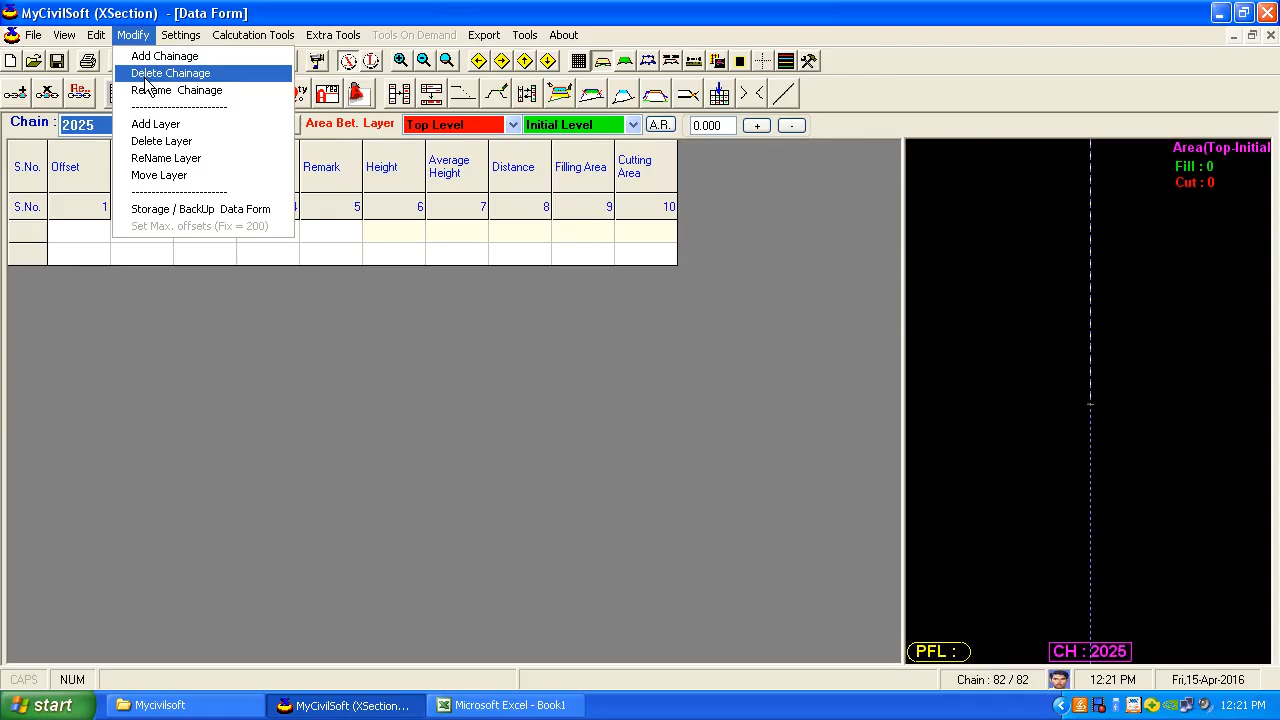 MyCivilSoft (XSection) - [Data Form]
File View Edit Modify Settings Calcutation Tools Extra Tools Tools On Demand Export Tools About
Add Chainage
Delete Chainage
Rename Chainage
------------------------
Add Layer
Delete Layer
ReName Layer
Move Layer
------------------------
Storage / BackUp Data Form
Set Max. offsets (Fix = 200)
Chain : 2025 Area Bet. Layer Top Level Initial Level A.R. 0.000 + -
S.No. Offset Remark Height Average Height Distance Filling Area Cutting Area
S.No. 1 5 6 7 8 9 10
Area(Top-Initial
Fill : 0
Cut : 0
PFL : CH : 2025
CAPS NUM Chain : 82 / 82 12:21 PM Fri,15-Apr-2016
start Mycivilsoft MyCivilSoft (XSection... Microsoft Excel - Book1 12:21 PM